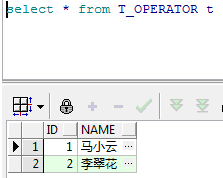 select * from T_OPERATOR t
ID NAME
1 1 马小云 ···
2 2 李翠花 ···